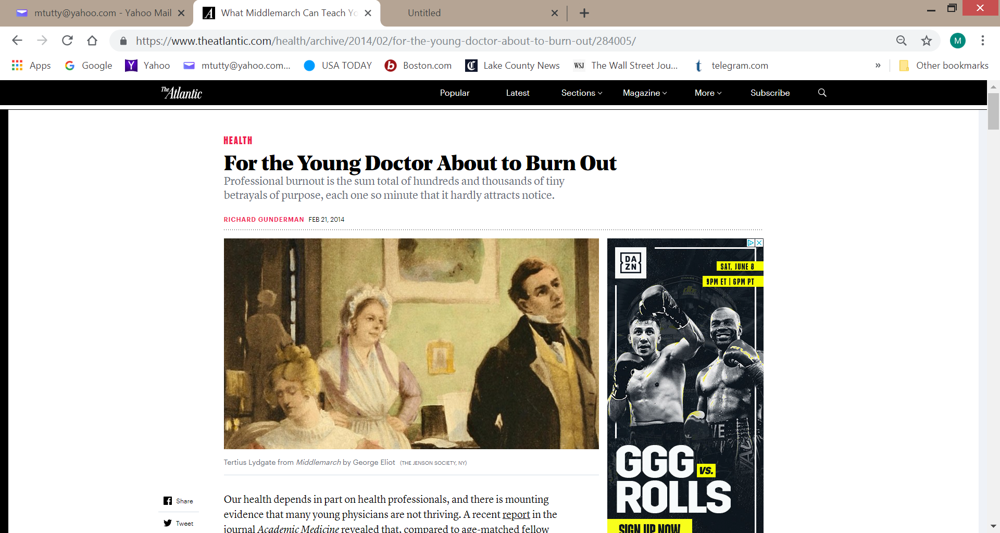 mtutty@yahoo.com - Yahoo Mail
What Middlemarch Can Teach Yo
Untitled
https://www.theatlantic.com/health/archive/2014/02/for-the-young-doctor-about-to-burn-out/284005/
M
Apps
Google
Yahoo
mtutty@yahoo.com...
USA TODAY
Boston.com
Lake County News
WSJ
The Wall Street Jou...
telegram.com
»
Other bookmarks
The Atlantic
Popular
Latest
Sections
Magazine
More
Subscribe
HEALTH
For the Young Doctor About to Burn Out
Professional burnout is the sum total of hundreds and thousands of tiny
betrayals of purpose, each one so minute that it hardly attracts notice.
RICHARD GUNDERMAN FEB 21, 2014
Tertius Lydgate from Middlemarch by George Eliot (THE JENSON SOCIETY, NY)
Share
Tweet
Our health depends in part on health professionals, and there is mounting
evidence that many young physicians are not thriving. A recent report in the
journal Academic Medicine revealed that, compared to age-matched fellow
DA
ZN
SAT, JUNE 8
9PM ET | 6PM PT
GGG
VS.
ROLLS
SIGN UP NOW